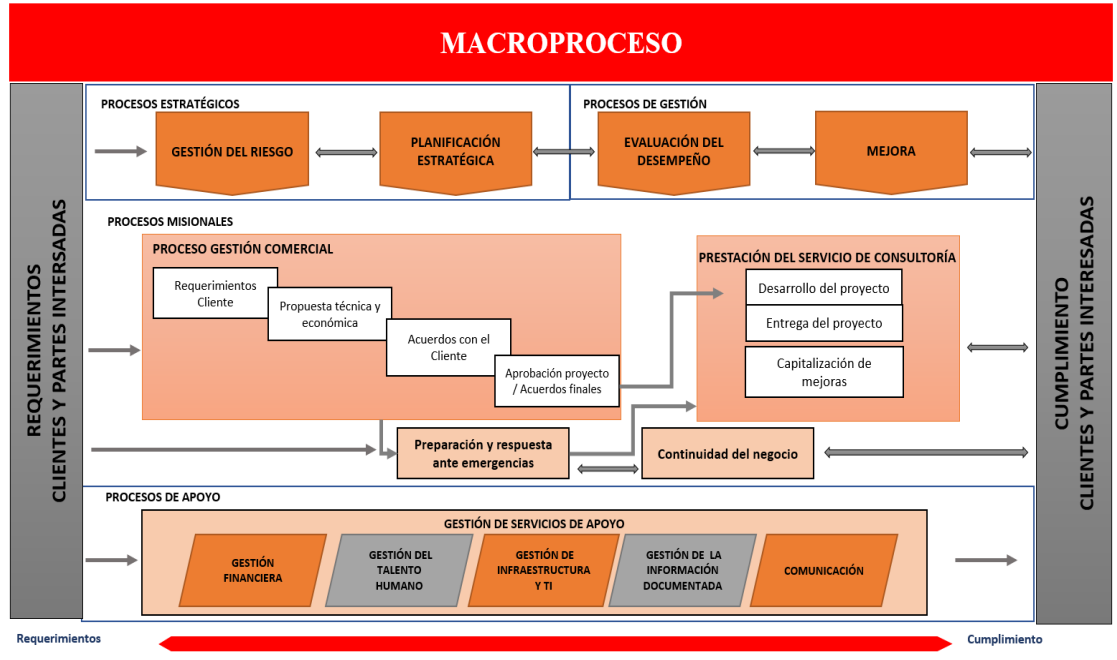 MACROPROCESO
REQUERIMIENTOS
CLIENTES Y PARTES INTERSADAS
PROCESOS ESTRATÉGICOS
GESTIÓN DEL RIESGO
PLANIFICACIÓN
ESTRATÉGICA
PROCESOS DE GESTIÓN
EVALUACIÓN DEL
DESEMPEÑO
MEJORA
PROCESOS MISIONALES
PROCESO GESTIÓN COMERCIAL
Requerimientos
Cliente
Propuesta técnica y
económica
Acuerdos con el
Cliente
Aprobación proyecto
/ Acuerdos finales
PRESTACIÓN DEL SERVICIO DE CONSULTORÍA
Desarrollo del proyecto
Entrega del proyecto
Capitalización de
mejoras
Preparación y respuesta
ante emergencias
Continuidad del negocio
PROCESOS DE APOYO
GESTIÓN DE SERVICIOS DE APOYO
GESTIÓN
FINANCIERA
GESTIÓN DEL
TALENTO
HUMANO
GESTIÓN DE
INFRAESTRUCTURA
Y TI
GESTIÓN DE LA
INFORMACIÓN
DOCUMENTADA
COMUNICACIÓN
CUMPLIMIENTO
CLIENTES Y PARTES INTERESADAS
Requerimientos
Cumplimiento